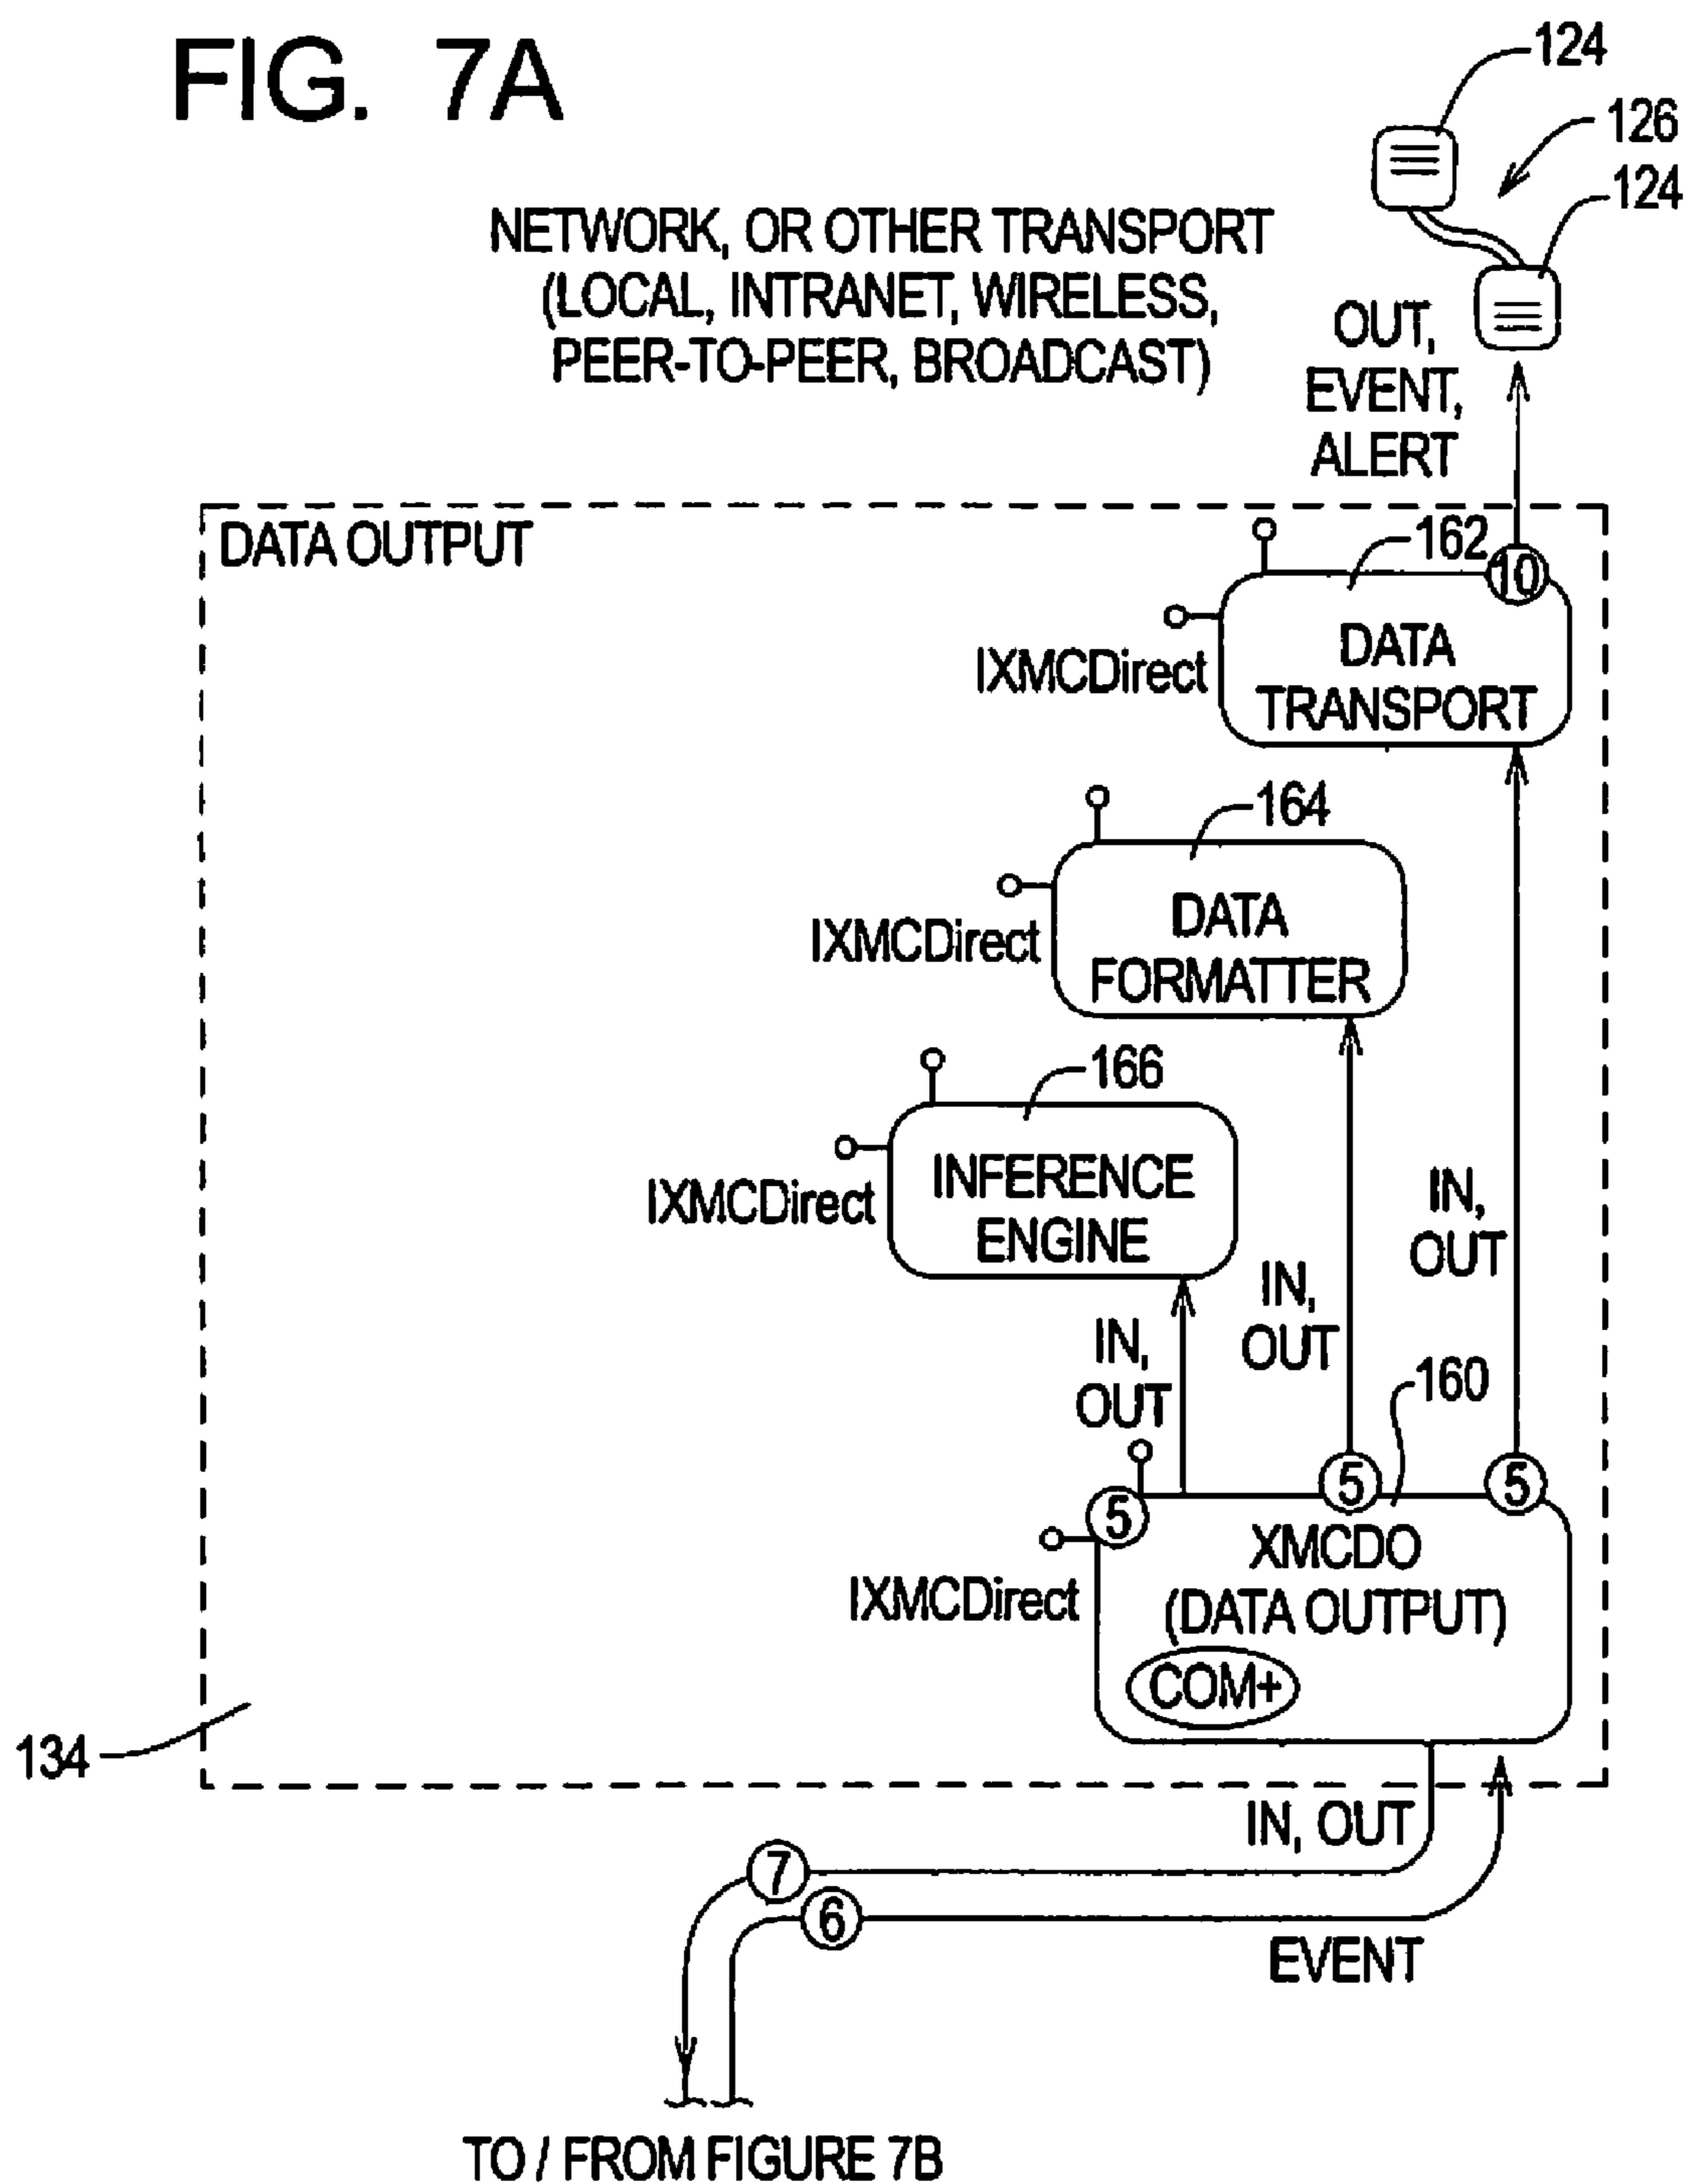 FIG. 7A
124
126
124
NETWORK, OR OTHER TRANSPORT
(LOCAL, INTRANET, WIRELESS,
PEER-TO-PEER, BROADCAST)
OUT,
EVENT,
ALERT
DATA OUTPUT
162
10
IXMCDirect
DATA
TRANSPORT
164
IXMCDirect
DATA
FORMATTER
166
IXMCDirect
INFERENCE
ENGINE
IN,
OUT
IN,
OUT
IN,
OUT
160
5
5
5
IXMCDirect
XMCDO
(DATA OUTPUT)
COM+
134
IN, OUT
7
6
EVENT
TO / FROM FIGURE 7B